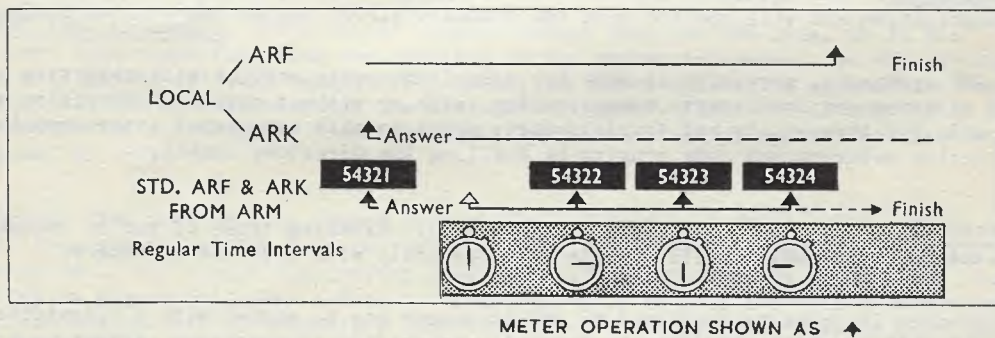 ARF
Finish
LOCAL
ARK
Answer
54321 54322 54323 54324
STD. ARF & ARK
FROM ARM
Answer
Finish
Regular Time Intervals
METER OPERATION SHOWN AS